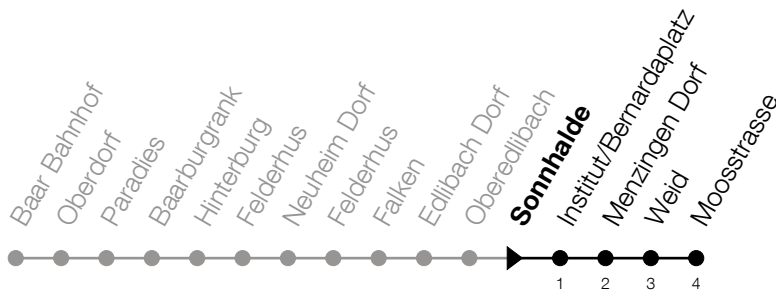 Baar Bahnhof
Oberdorf
Paradies
Baarburgrank
Hinterburg
Felderhus
Neuheim Dorf
Felderhus
Falken
Edlibach Dorf
Oberedlibach
Sonnhalde
Institut/Bernardaplatz
Menzingen Dorf
Weid
Moosstrasse
1 2 3 4